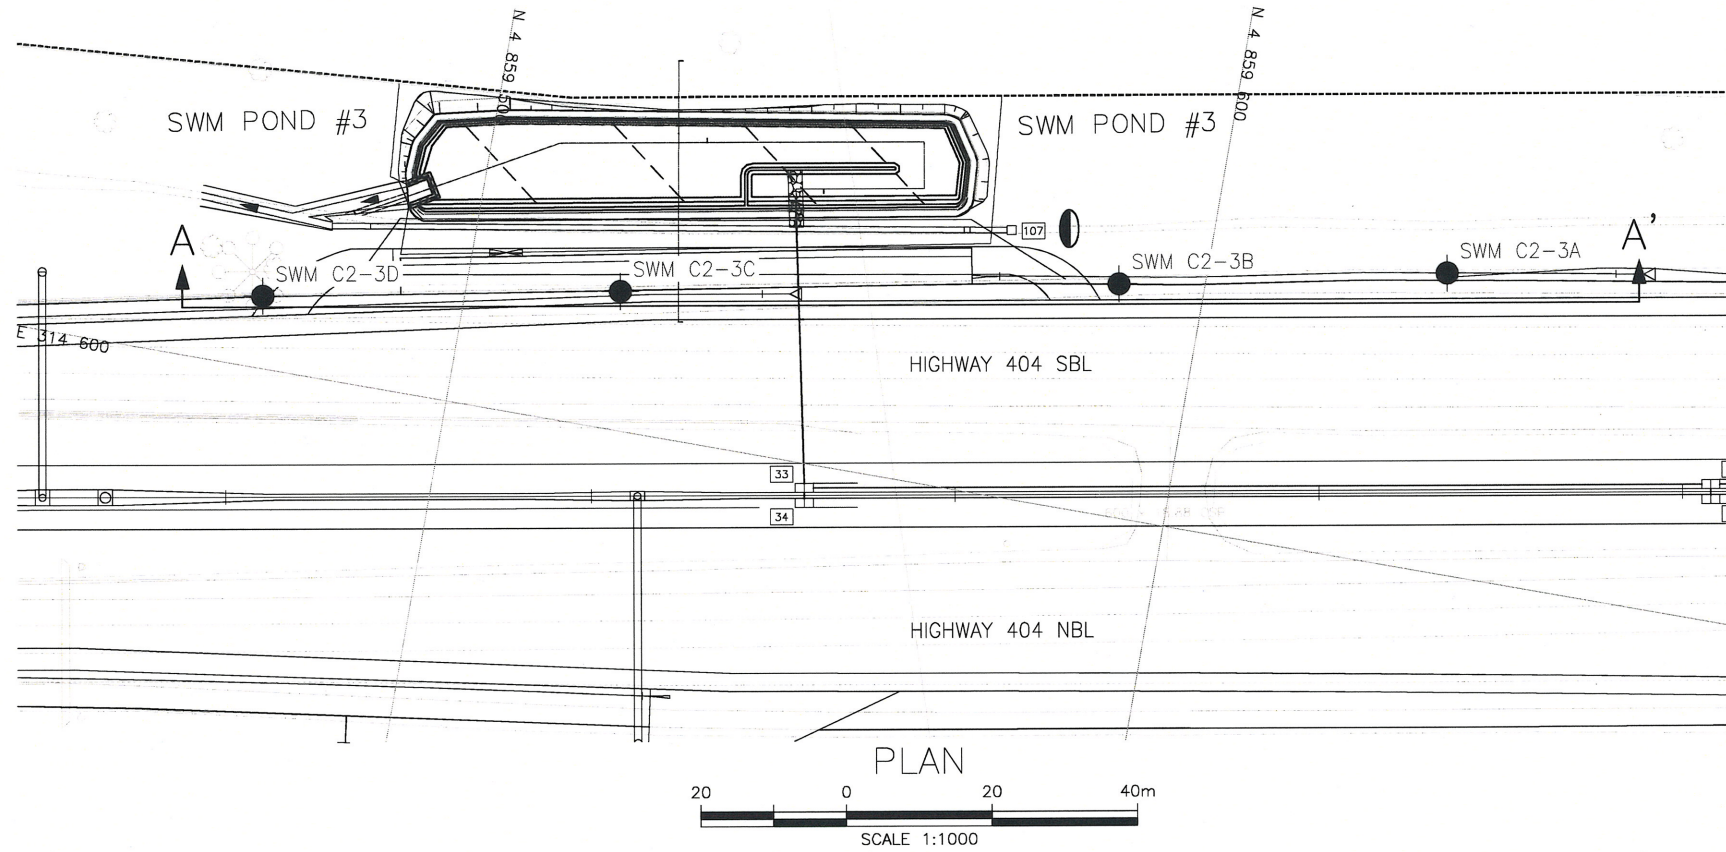 N 4 859 500
N 4 859 600
SWM POND #3
SWM POND #3
107
A
A'
SWM C2-3D
SWM C2-3C
SWM C2-3B
SWM C2-3A
E 314 600
HIGHWAY 404 SBL
33
34
HIGHWAY 404 NBL
PLAN
20 0 20 40m
SCALE 1:1000